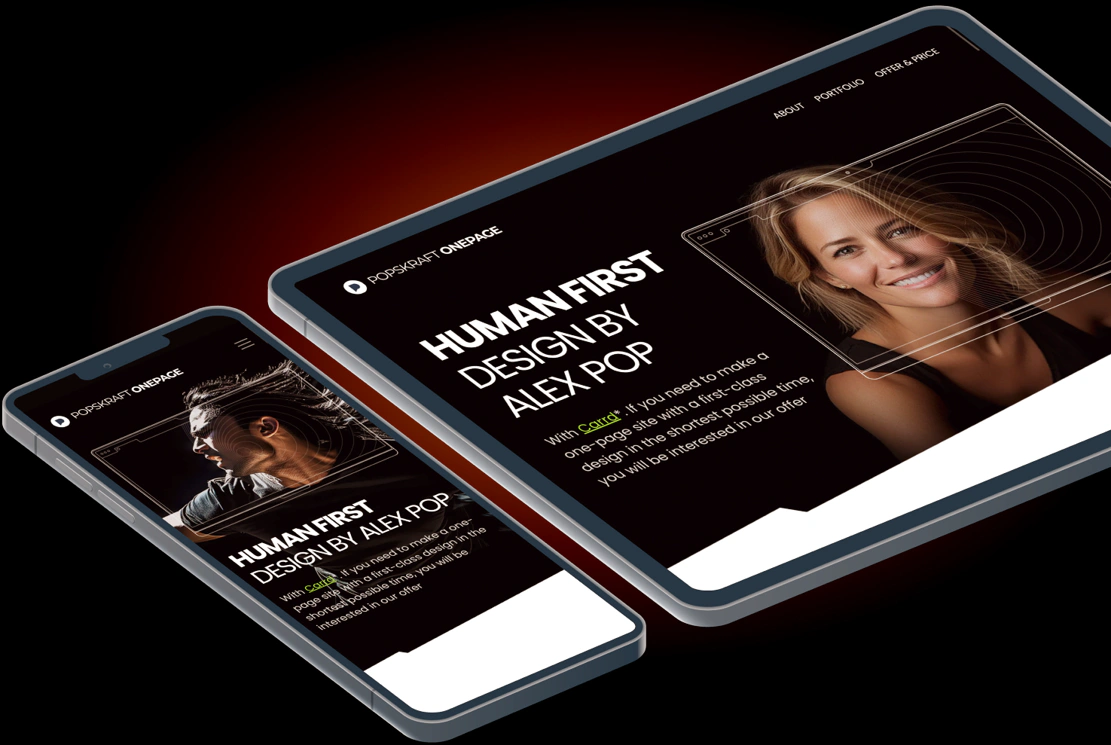 POPSKRAFT ONEPAGE
HUMAN FIRST
DESIGN BY ALEX POP
With Carrd*. If you need to make a one-
page site with a first-class design in the
shortest possible time, you will be
interested in our offer
ABOUT PORTFOLIO OFFER & PRICE
POPSKRAFT ONEPAGE
HUMAN FIRST
DESIGN BY
ALEX POP
With Carrd*. If you need to make a
one-page site with a first-class
design in the shortest possible time,
you will be interested in our offer